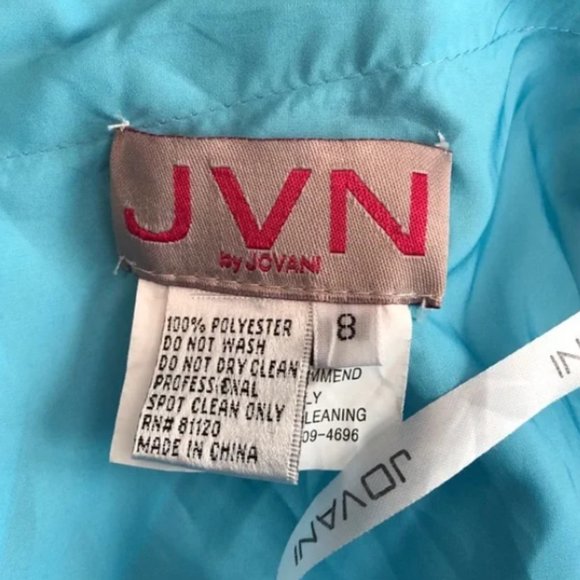 JVN
by JOVANI
8
100% POLYESTER
DO NOT WASH
DO NOT DRY CLEAN
PROFESSIONAL
SPOT CLEAN ONLY
RN# 81120
MADE IN CHINA
MMEND
LY
LEANING
09-4696
JOVANI
ANI